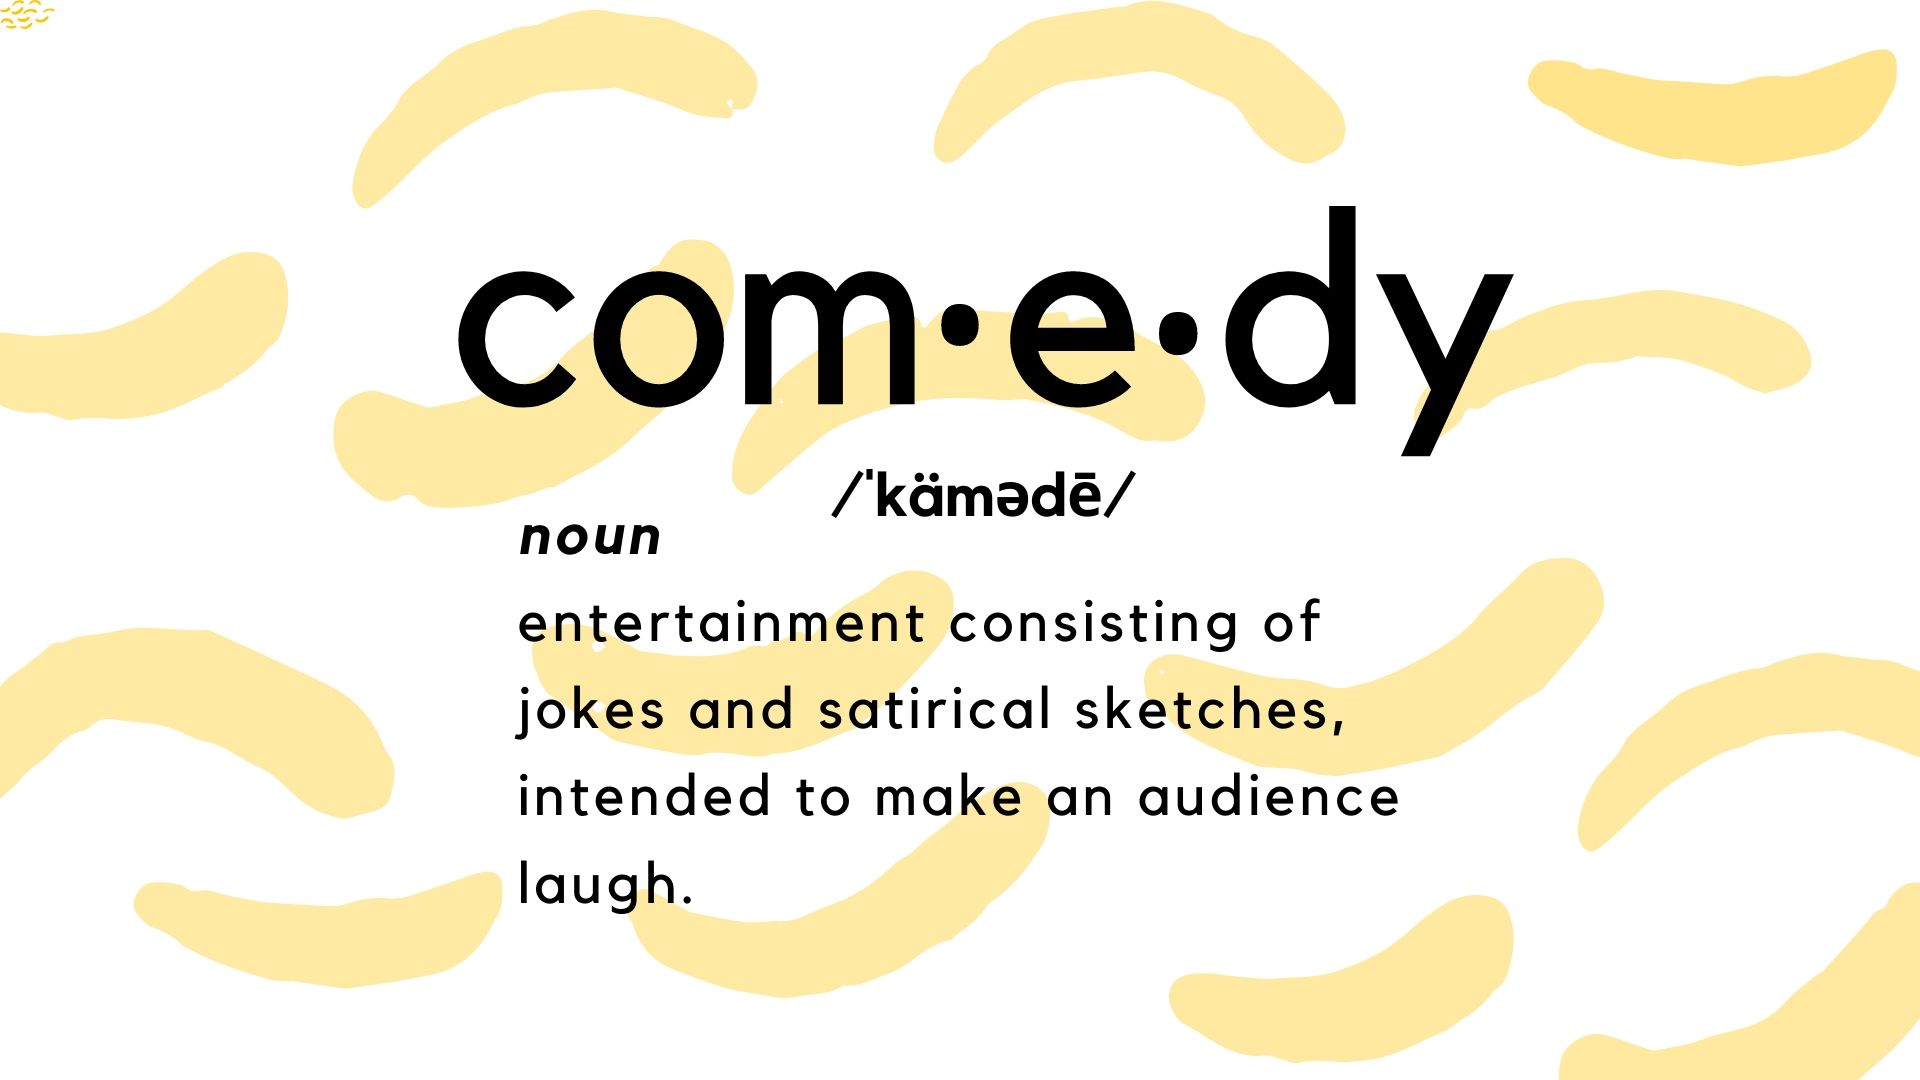 com·e·dy
/ˈkämədē/
noun
entertainment consisting of
jokes and satirical sketches,
intended to make an audience
laugh.